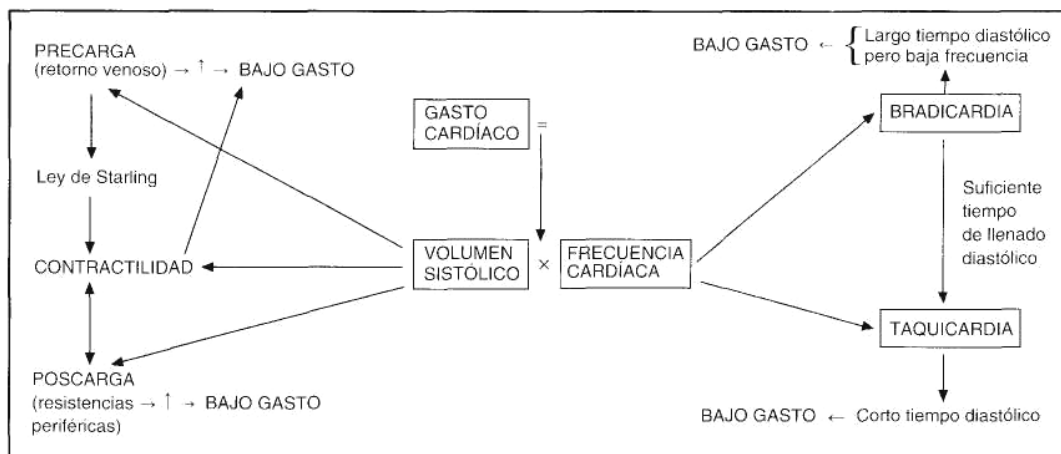 PRECARGA
(retorno venoso) → ↑ → BAJO GASTO
Ley de Starling
CONTRACTILIDAD
POSCARGA
(resistencias → ↑ → BAJO GASTO
periféricas)
GASTO
CARDÍACO =
VOLUMEN
SISTÓLICO
×
FRECUENCIA
CARDÍACA
BAJO GASTO ← { Largo tiempo diastólico
pero baja frecuencia
BRADICARDIA
Suficiente
tiempo
de llenado
diastólico
TAQUICARDIA
BAJO GASTO ← Corto tiempo diastólico